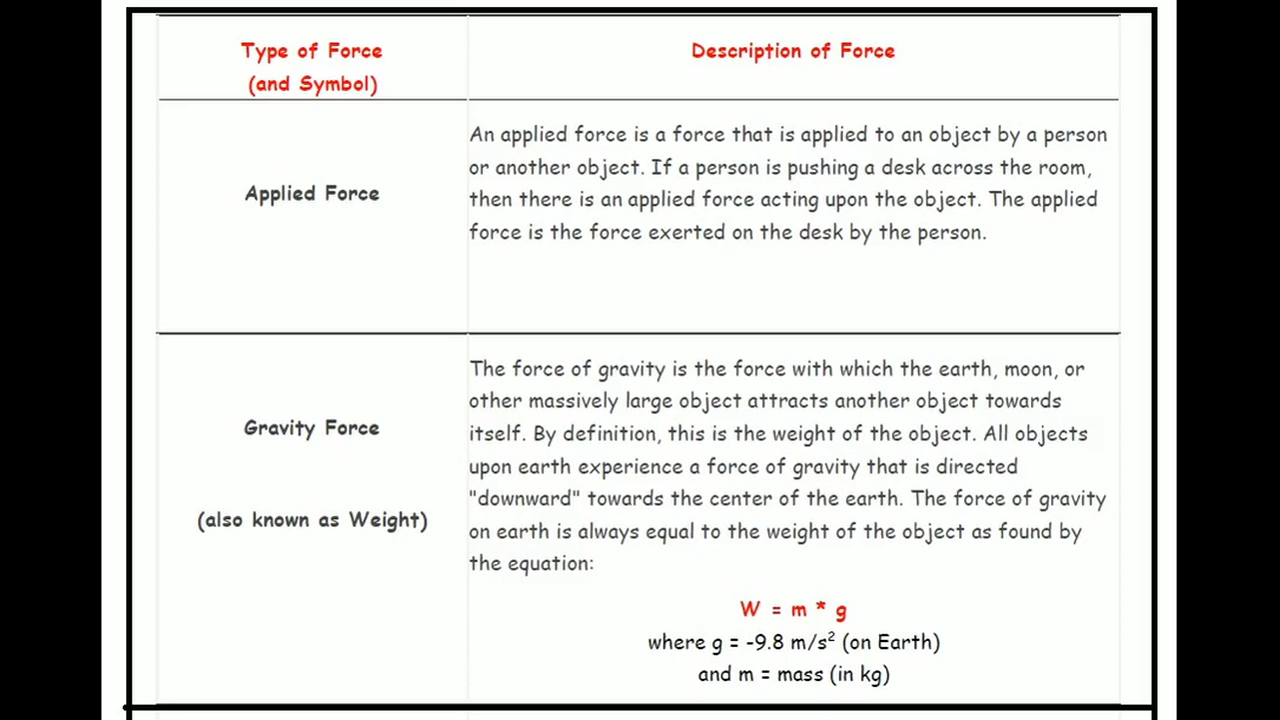 Type of Force
(and Symbol)
Description of Force
Applied Force
An applied force is a force that is applied to an object by a person
or another object. If a person is pushing a desk across the room,
then there is an applied force acting upon the object. The applied
force is the force exerted on the desk by the person.
Gravity Force
(also known as Weight)
The force of gravity is the force with which the earth, moon, or
other massively large object attracts another object towards
itself. By definition, this is the weight of the object. All objects
upon earth experience a force of gravity that is directed
"downward" towards the center of the earth. The force of gravity
on earth is always equal to the weight of the object as found by
the equation:
W = m * g
where g = -9.8 m/s² (on Earth)
and m = mass (in kg)